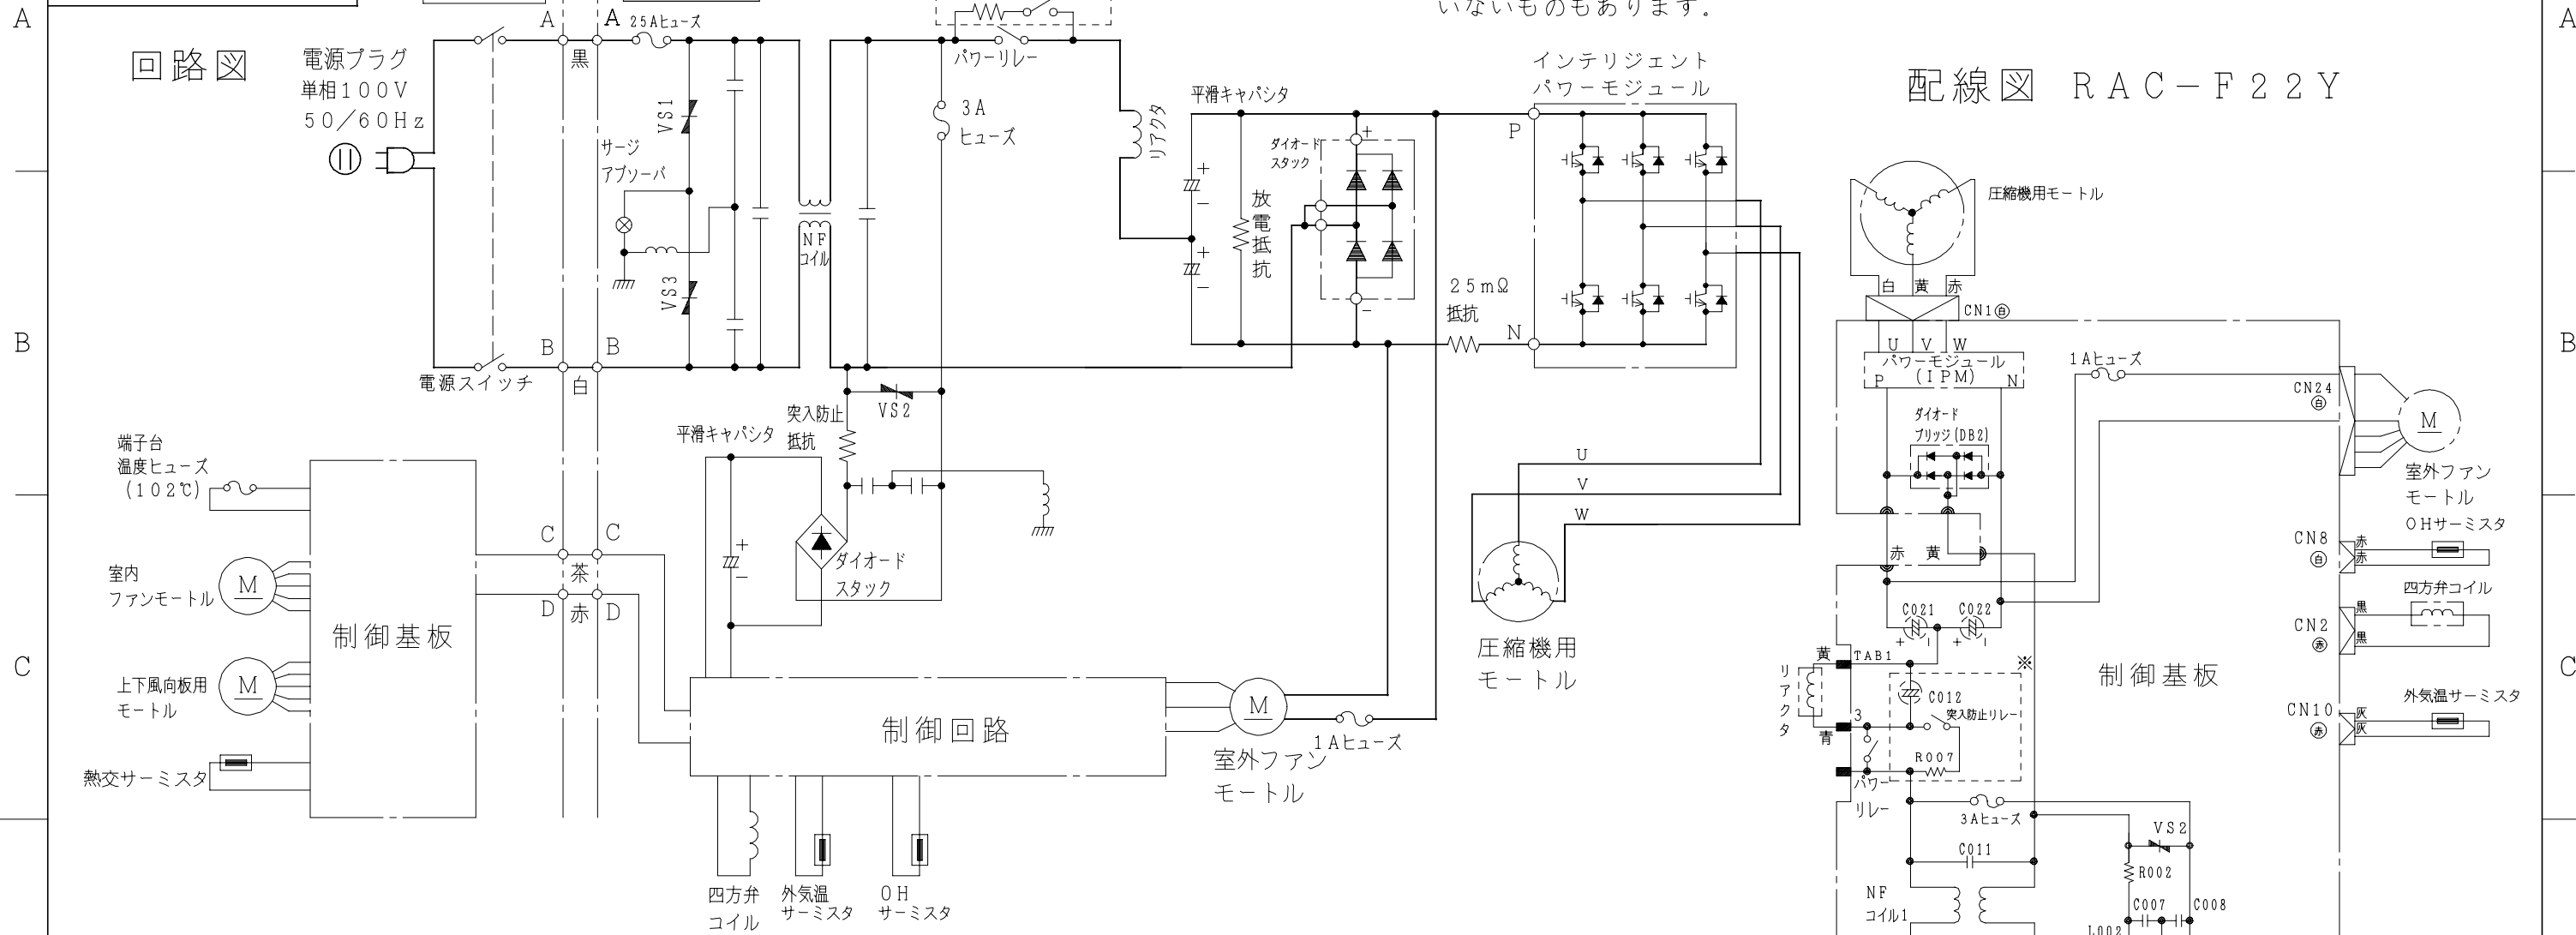 いないものもあります。
A
A
回路図
電源プラグ
単相100V
50/60Hz
A
A
黒
25Aヒューズ
VS1
サージ
アブソーバ
VS3
NF
コイル
B
B
白
電源スイッチ
パワーリレー
3A
ヒューズ
リアクタ
平滑キャパシタ
放電抵抗
ダイオード
スタック
+
-
+
-
+
-
インテリジェント
パワーモジュール
P
N
25mΩ
抵抗
配線図 RAC-F22Y
圧縮機用モートル
白
黄
赤
CN1 白
U
V
W
パワーモジュール
(IPM)
P
N
ダイオード
ブリッジ(DB2)
1Aヒューズ
CN24
白
M
室外ファン
モートル
B
B
VS2
突入防止
抵抗
平滑キャパシタ
+
-
ダイオード
スタック
端子台
温度ヒューズ
(102℃)
室内
ファンモートル
M
上下風向板用
モートル
M
熱交サーミスタ
制御基板
C
C
茶
D
D
赤
制御回路
四方弁
コイル
外気温
サーミスタ
OH
サーミスタ
M
室外ファン
モートル
1Aヒューズ
U
V
W
圧縮機用
モートル
C
C
赤
黄
C021
C022
+
+
黄
TAB1
リアクタ
※
C012
3
突入防止リレー
青
R007
パワー
リレー
3Aヒューズ
VS2
C011
R002
NF
コイル1
C007
C008
L002
制御基板
CN8
白
赤
赤
OHサーミスタ
CN2
赤
黒
黒
四方弁コイル
CN10
赤
灰
灰
外気温サーミスタ